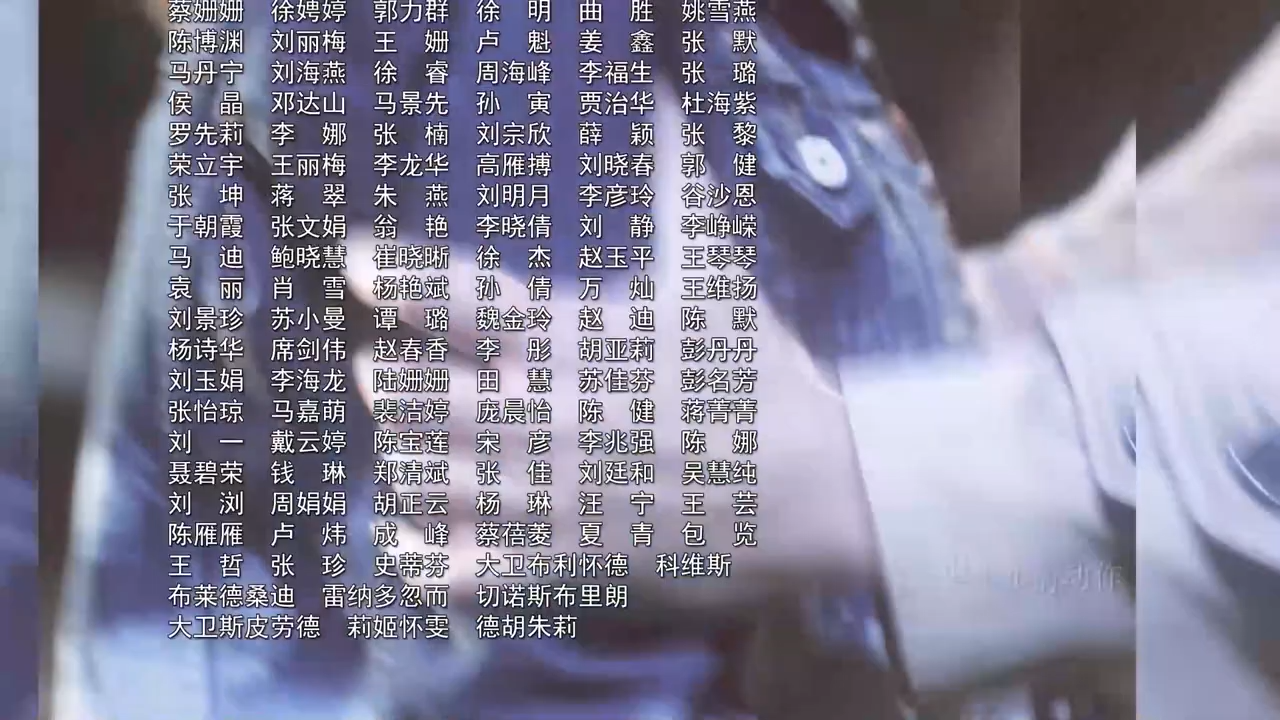 蔡姗姗 徐娉婷 郭力群 徐 明 曲 胜 姚雪燕
陈博渊 刘丽梅 王 姗 卢 魁 姜 鑫 张 默
马丹宁 刘海燕 徐 睿 周海峰 李福生 张 璐
侯 晶 邓达山 马景先 孙 寅 贾治华 杜海紫
罗先莉 李 娜 张 楠 刘宗欣 薛 颖 张 黎
荣立宇 王丽梅 李龙华 高雁搏 刘晓春 郭 健
张 坤 蒋 翠 朱 燕 刘明月 李彦玲 谷沙恩
于朝霞 张文娟 翁 艳 李晓倩 刘 静 李峥嵘
马 迪 鲍晓慧 崔晓晰 徐 杰 赵玉平 王琴琴
袁 丽 肖 雪 杨艳斌 孙 倩 万 灿 王维扬
刘景珍 苏小曼 谭 璐 魏金玲 赵 迪 陈 默
杨诗华 席剑伟 赵春香 李 彤 胡亚莉 彭丹丹
刘玉娟 李海龙 陆姗姗 田 慧 苏佳芬 彭名芳
张怡琼 马嘉萌 裴洁婷 庞晨怡 陈 健 蒋菁菁
刘 一 戴云婷 陈宝莲 宋 彦 李兆强 陈 娜
聂碧荣 钱 琳 郑清斌 张 佳 刘廷和 吴慧纯
刘 浏 周娟娟 胡正云 杨 琳 汪 宁 王 芸
陈雁雁 卢 炜 成 峰 蔡蓓菱 夏 青 包 览
王 哲 张 珍 史蒂芬 大卫布利怀德 科维斯
布莱德桑迪 雷纳多忽而 切诺斯布里朗
大卫斯皮劳德 莉姬怀雯 德胡朱莉